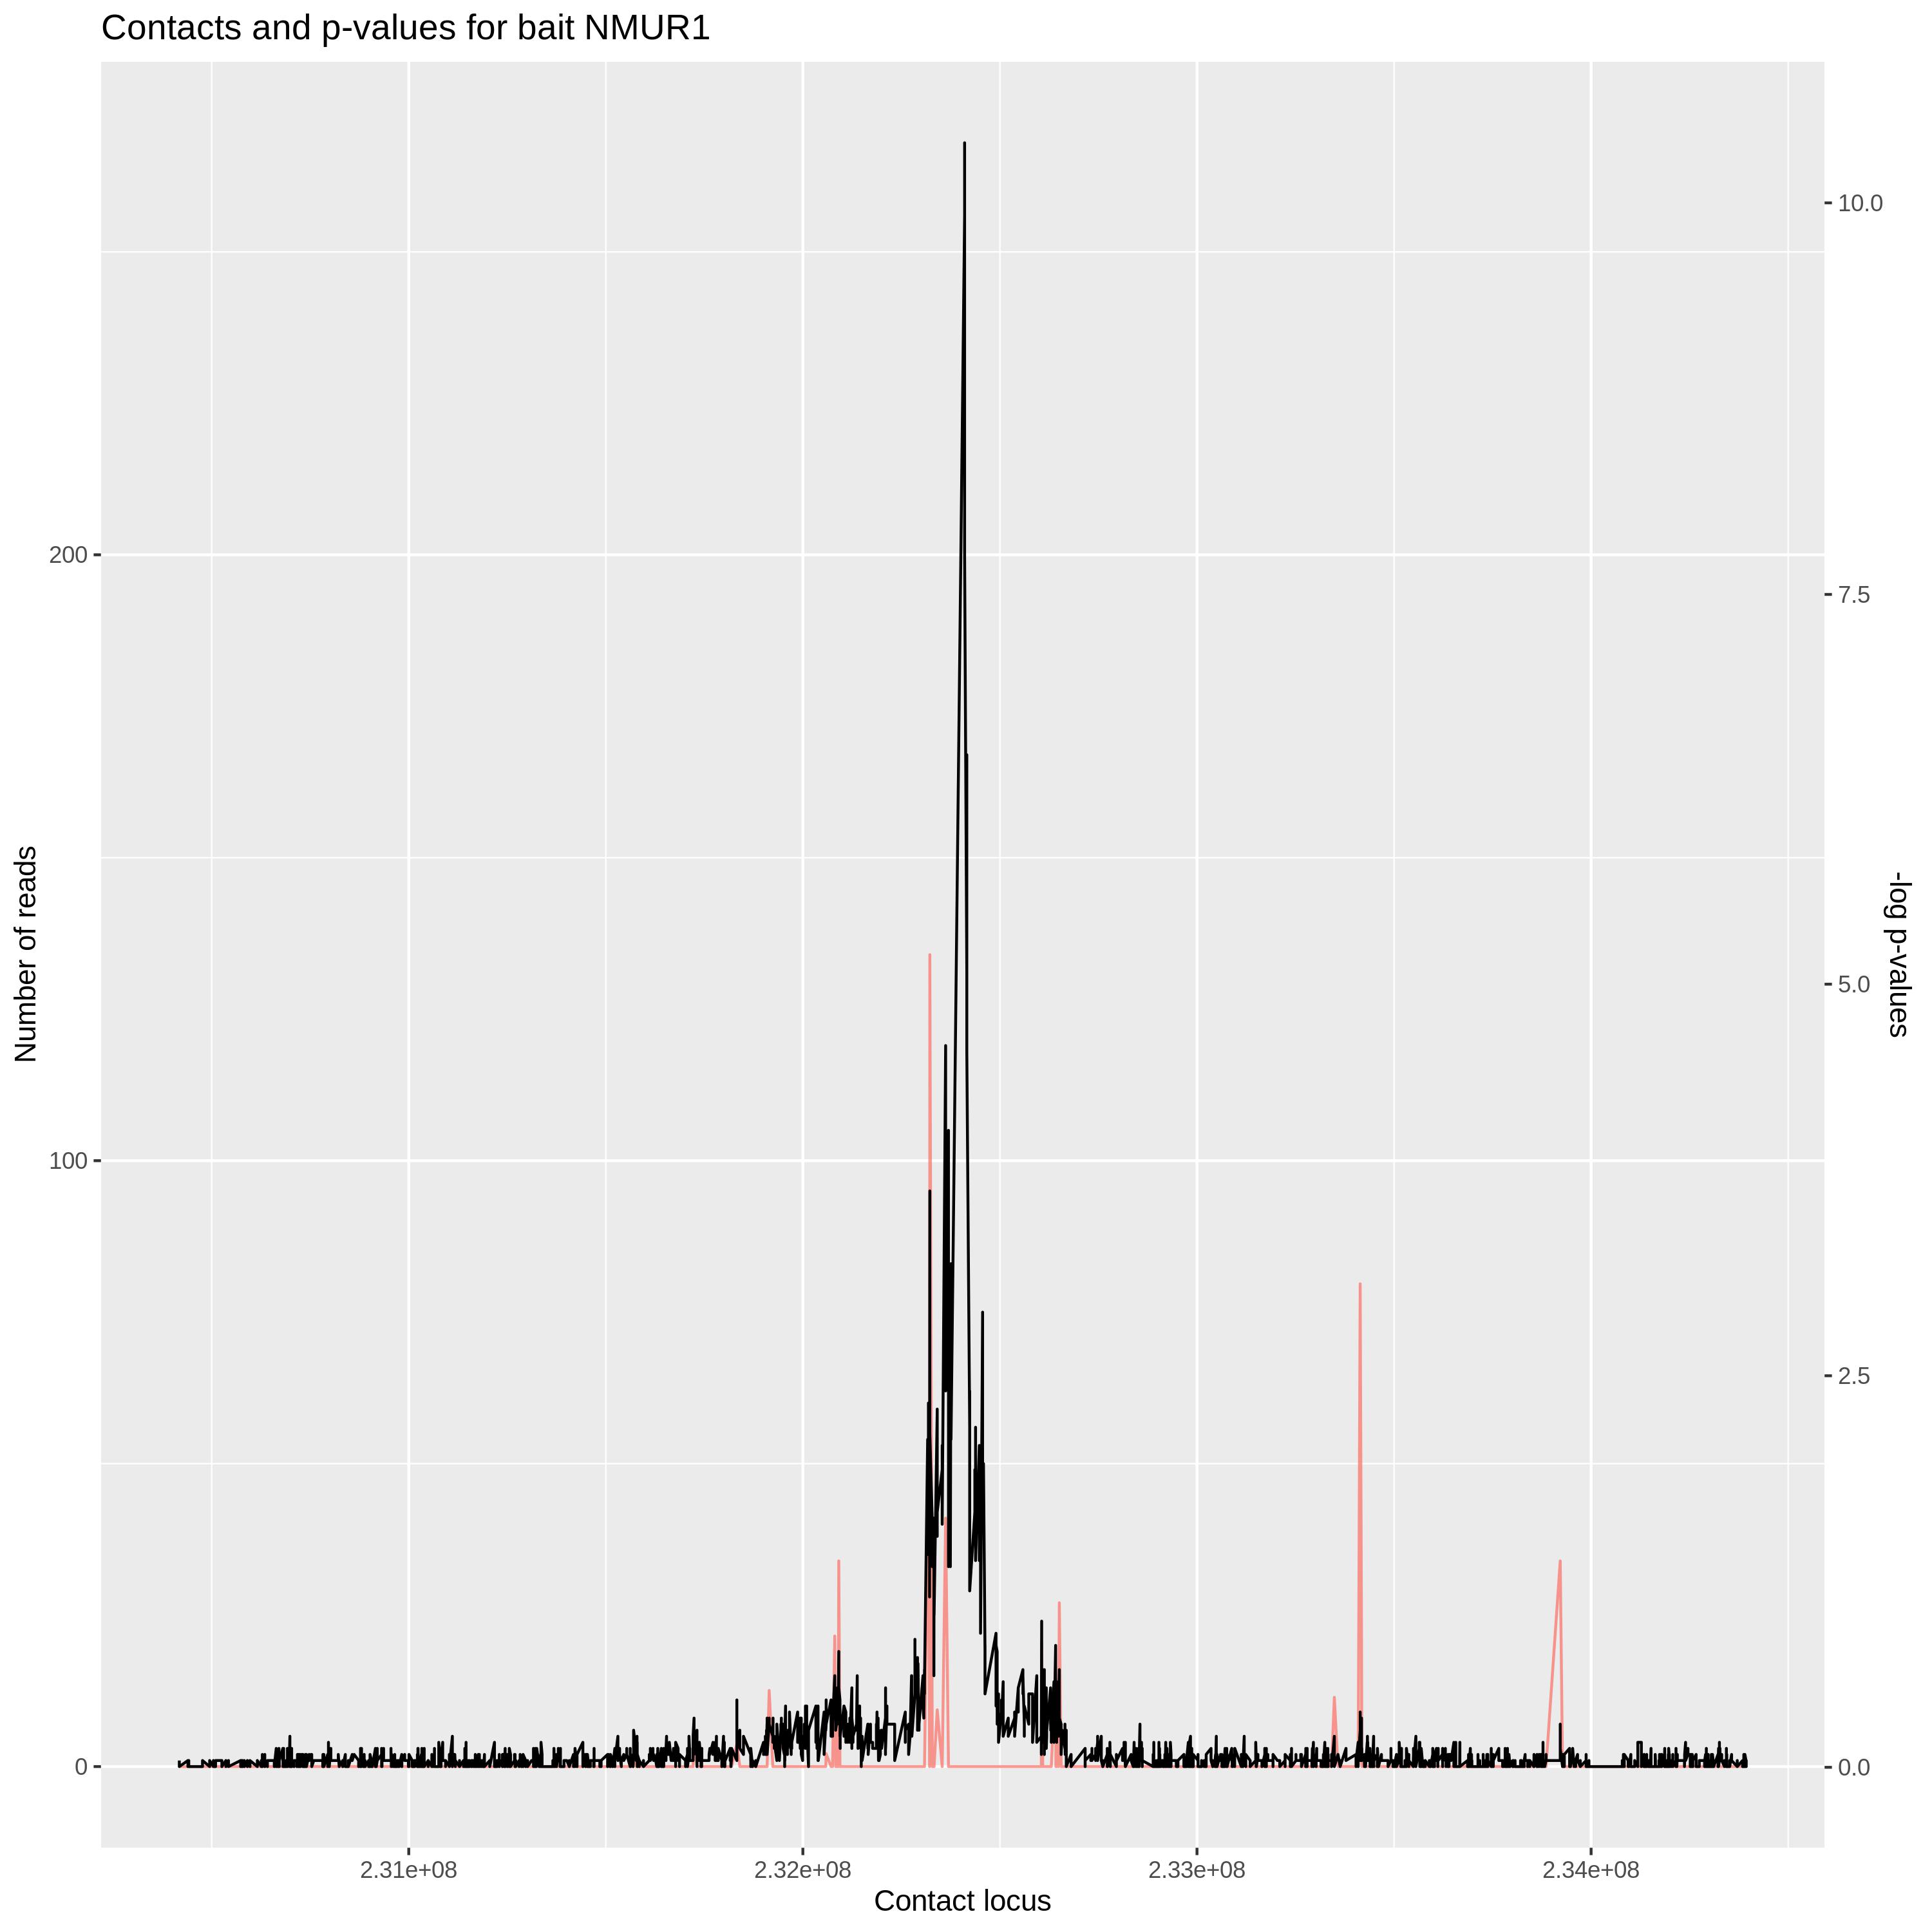 Contacts and p-values for bait NMUR1
10.0
200
7.5
Number of reads
-log p-values
5.0
100
2.5
0
0.0
2.31e+08 2.32e+08 2.33e+08 2.34e+08
Contact locus